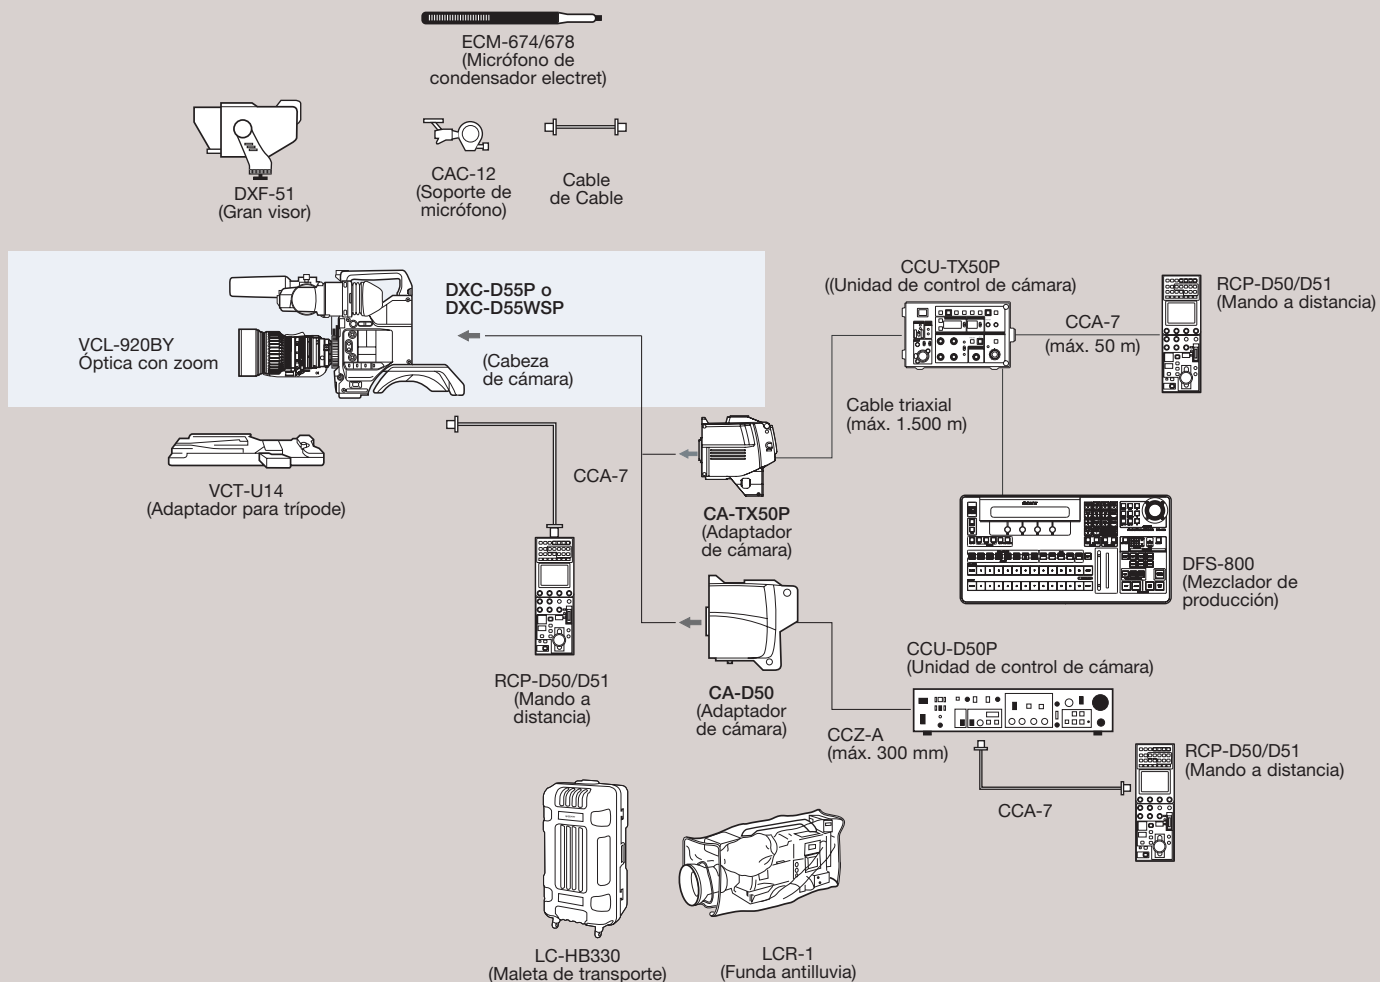 ECM-674/678
(Micrófono de
condensador electret)
DXF-51
(Gran visor)
CAC-12
(Soporte de
micrófono)
Cable
de Cable
VCL-920BY
Óptica con zoom
DXC-D55P o
DXC-D55WSP
(Cabeza
de cámara)
CCU-TX50P
((Unidad de control de cámara)
CCA-7
(máx. 50 m)
RCP-D50/D51
(Mando a distancia)
Cable triaxial
(máx. 1.500 m)
VCT-U14
(Adaptador para trípode)
CCA-7
CA-TX50P
(Adaptador
de cámara)
DFS-800
(Mezclador de
producción)
RCP-D50/D51
(Mando a
distancia)
CA-D50
(Adaptador
de cámara)
CCU-D50P
(Unidad de control de cámara)
CCZ-A
(máx. 300 mm)
CCA-7
RCP-D50/D51
(Mando a distancia)
LC-HB330
(Maleta de transporte)
LCR-1
(Funda antilluvia)